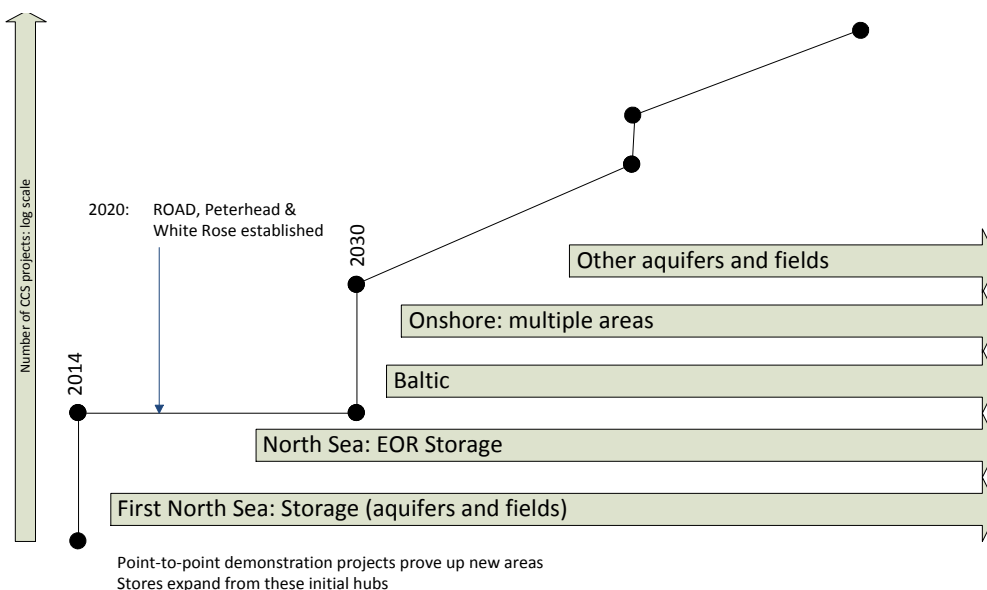 Number of CCS projects: log scale
2020: ROAD, Peterhead &
White Rose established
2014
2030
Other aquifers and fields
Onshore: multiple areas
Baltic
North Sea: EOR Storage
First North Sea: Storage (aquifers and fields)
Point-to-point demonstration projects prove up new areas
Stores expand from these initial hubs